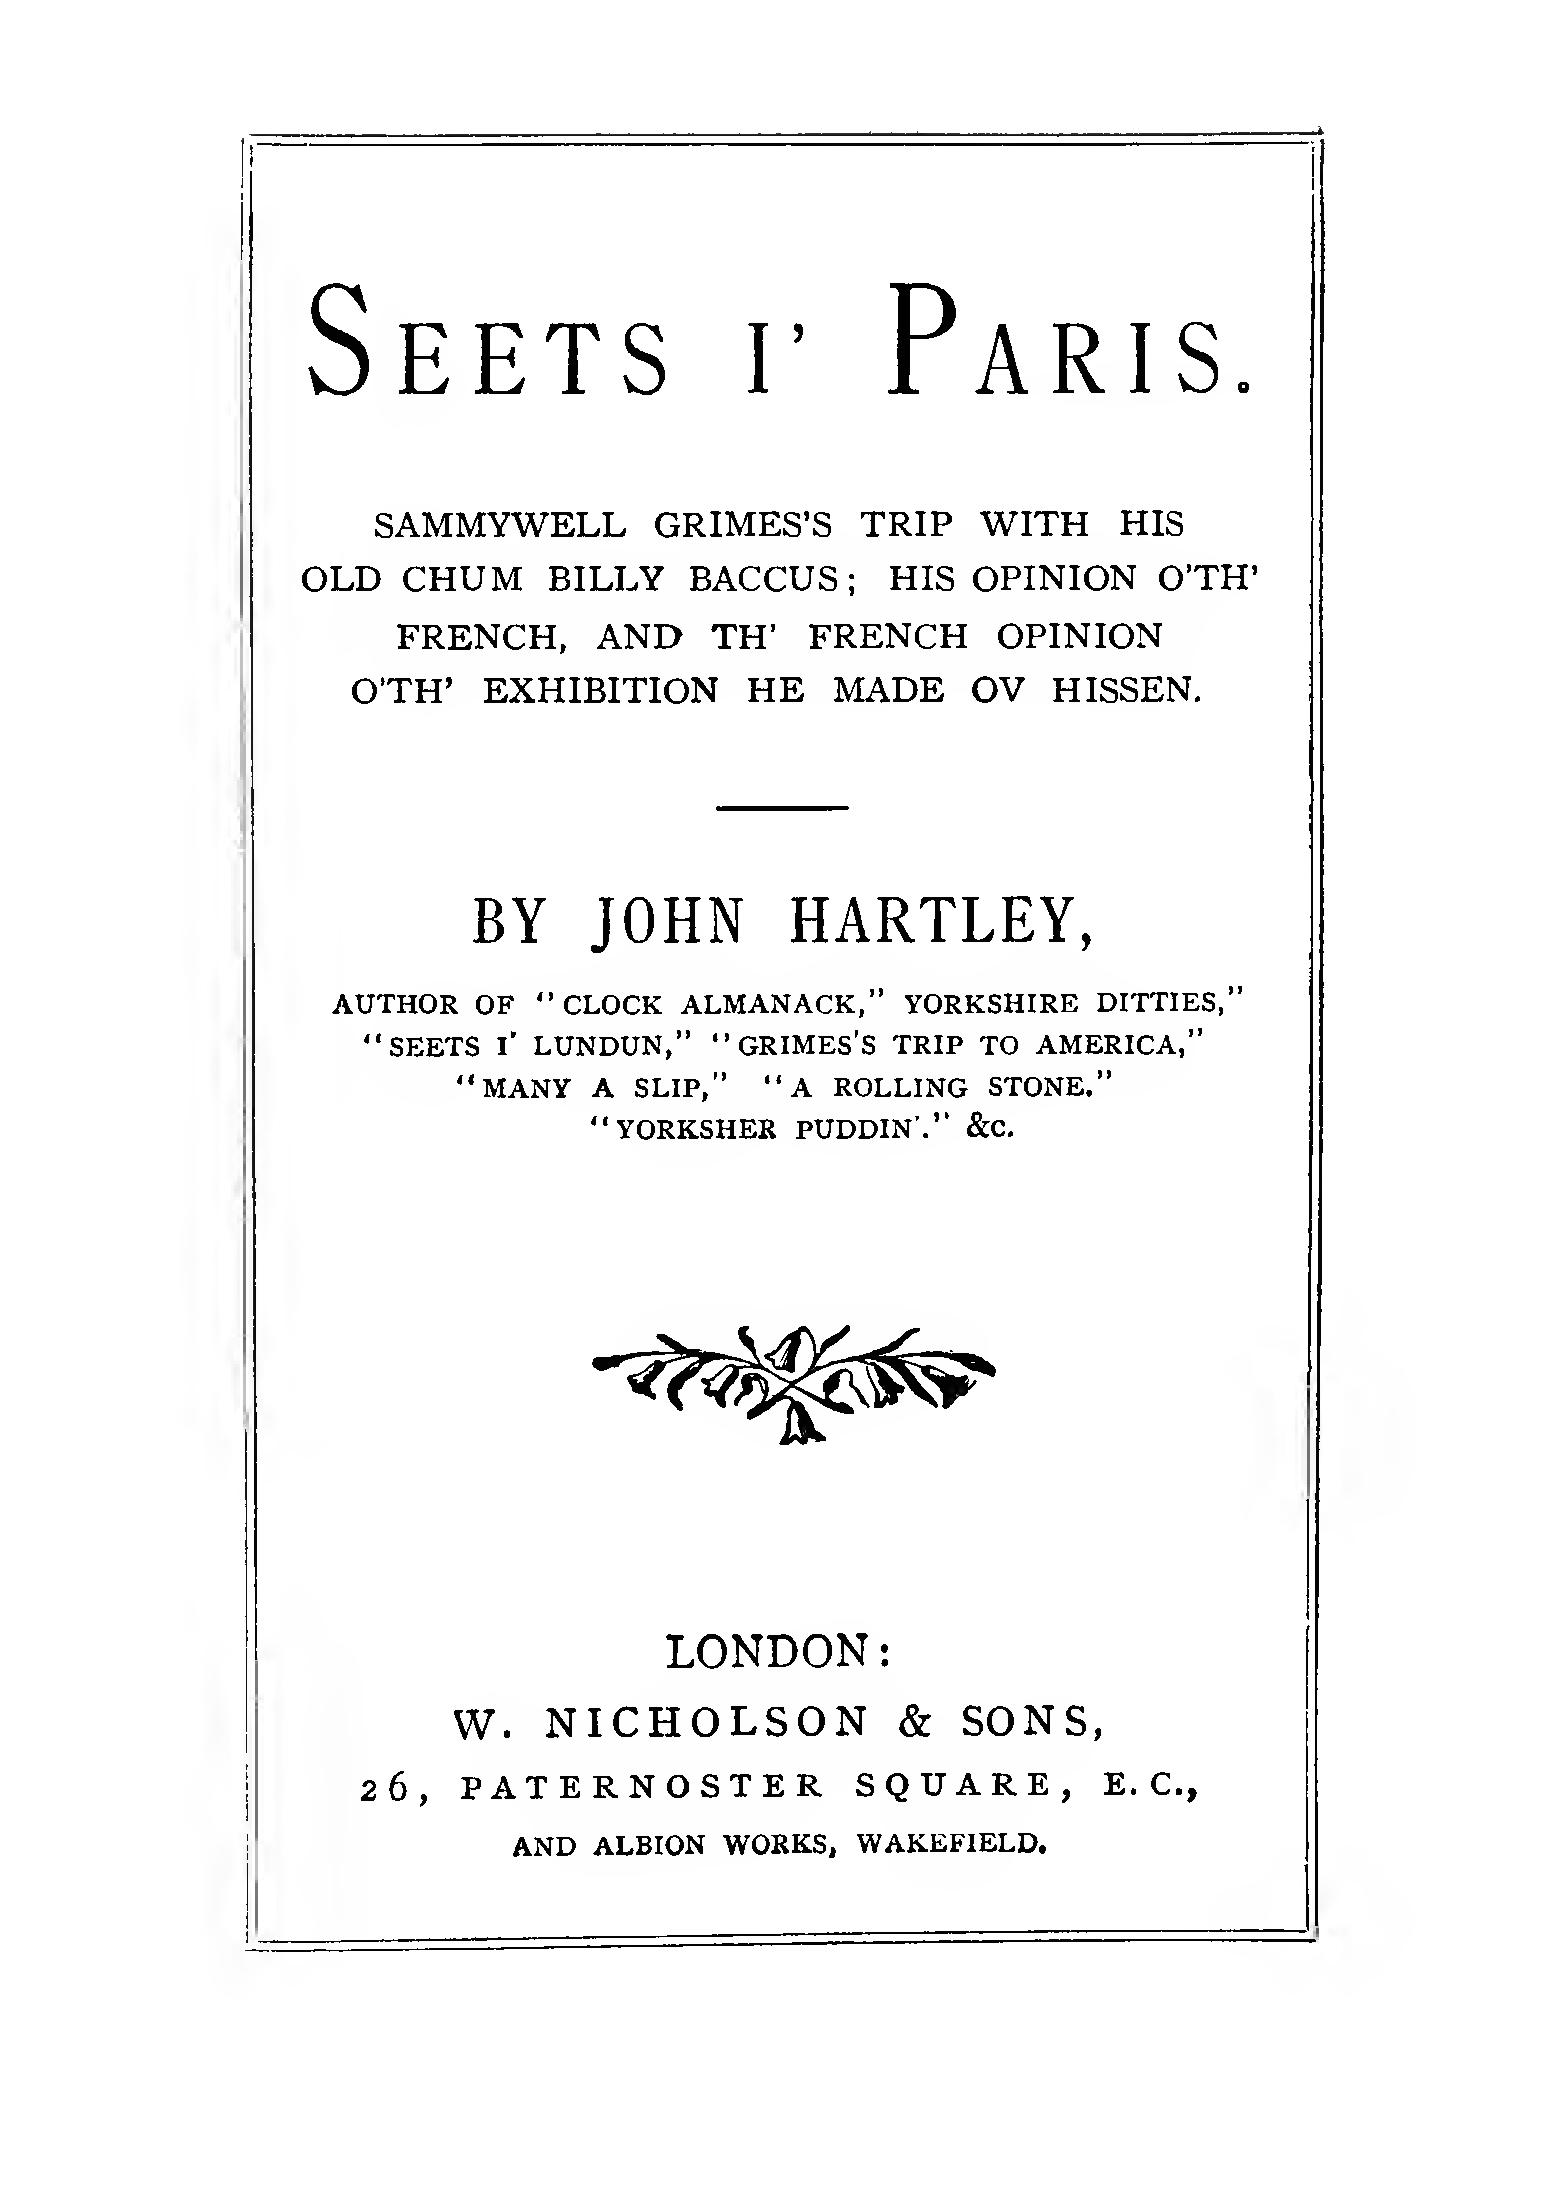 SEETS I' PARIS.
SAMMYWELL GRIMES'S TRIP WITH HIS
OLD CHUM BILLY BACCUS; HIS OPINION O'TH'
FRENCH, AND TH' FRENCH OPINION
O'TH' EXHIBITION HE MADE OV HISSEN.
BY JOHN HARTLEY,
AUTHOR OF "CLOCK ALMANACK," YORKSHIRE DITTIES,"
"SEETS I' LUNDUN," "GRIMES'S TRIP TO AMERICA,"
"MANY A SLIP," "A ROLLING STONE."
"YORKSHER PUDDIN'." &C.
LONDON:
W. NICHOLSON & SONS,
26, PATERNOSTER SQUARE, E.C.,
AND ALBION WORKS, WAKEFIELD.